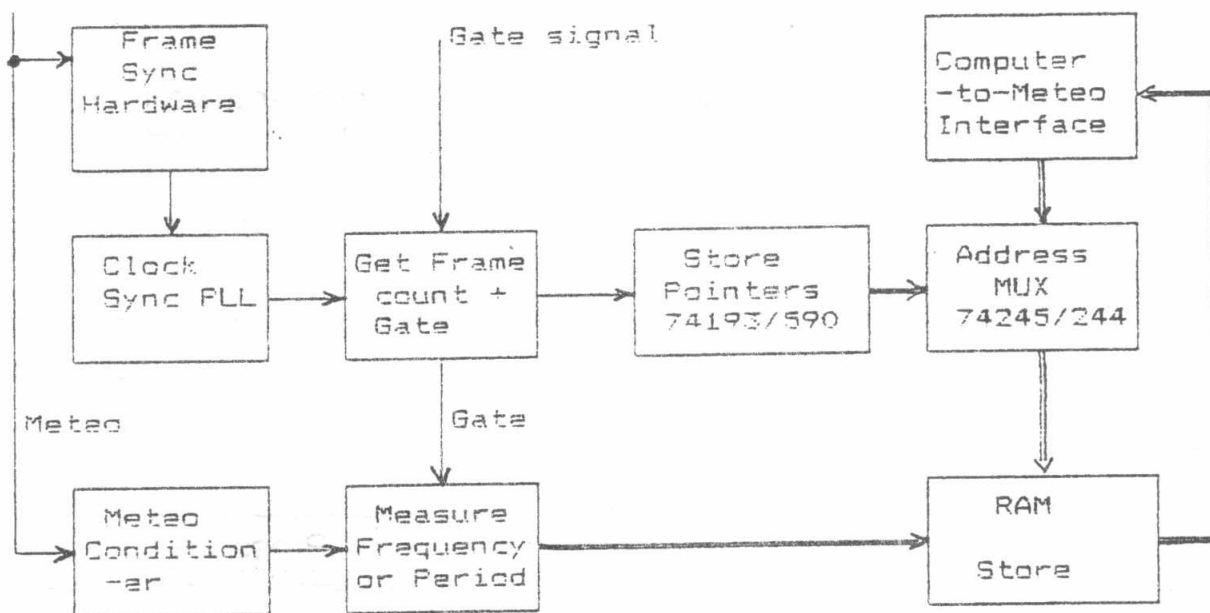 Frame
Sync
Hardware
Gate signal
Computer
-to-Meteo
Interface
Clock
Sync PLL
Get Frame
count +
Gate
Store
Pointers
74193/590
Address
MUX
74245/244
Meteo
Gate
Meteo
Condition
-er
Measure
Frequency
or Period
RAM
Store